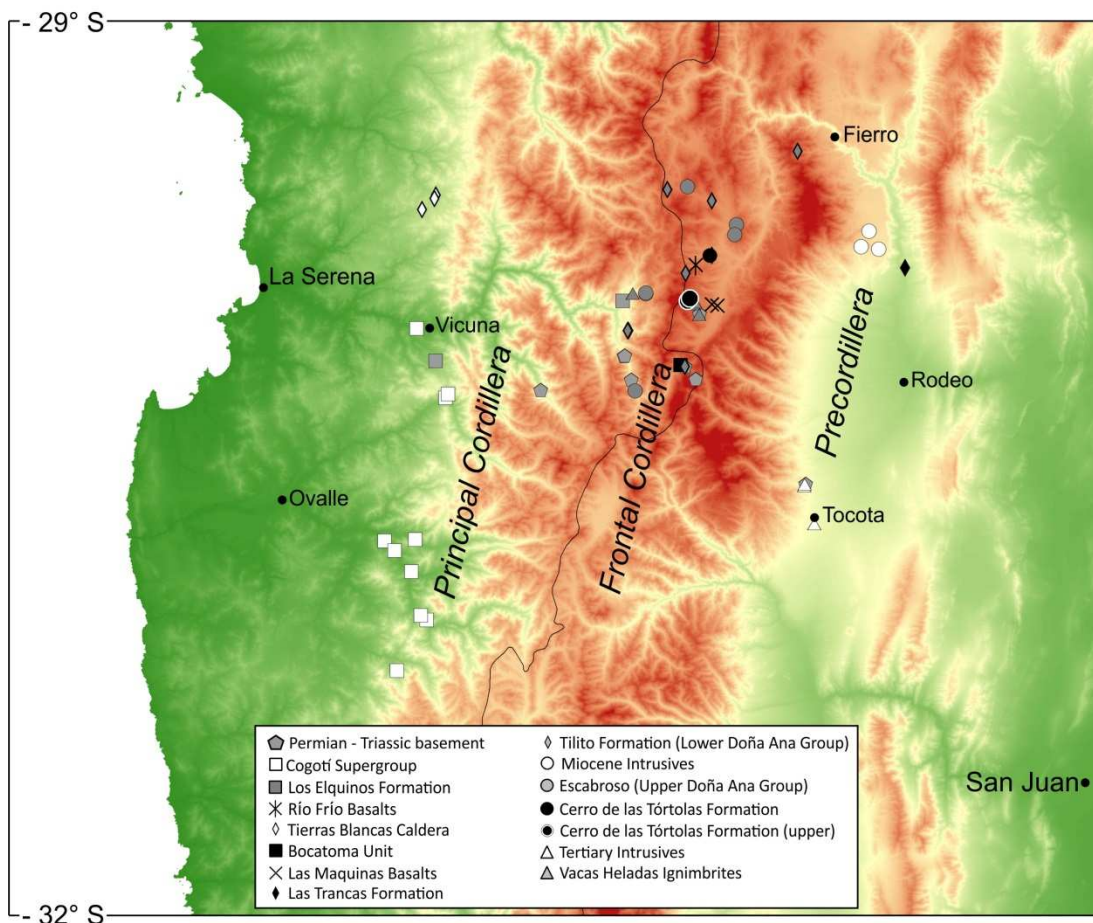 - 29° S
Fierro
La Serena
Vicuna
Rodeo
Ovalle
Tocota
Principal Cordillera
Frontal Cordillera
Precordillera
San Juan
Permian - Triassic basement
Cogotí Supergroup
Los Elquinos Formation
Río Frío Basalts
Tierras Blancas Caldera
Bocatoma Unit
Las Maquinas Basalts
Las Trancas Formation
Tilito Formation (Lower Doña Ana Group)
Miocene Intrusives
Escabroso (Upper Doña Ana Group)
Cerro de las Tórtolas Formation
Cerro de las Tórtolas Formation (upper)
Tertiary Intrusives
Vacas Heladas Ignimbrites
- 32° S